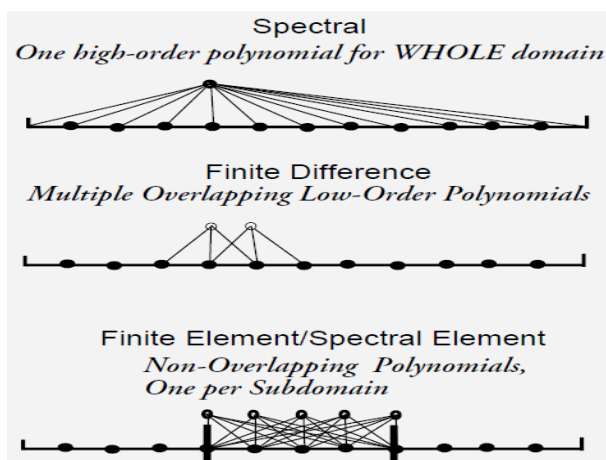 Spectral
One high-order polynomial for WHOLE domain
Finite Difference
Multiple Overlapping Low-Order Polynomials
Finite Element/Spectral Element
Non-Overlapping Polynomials,
One per Subdomain